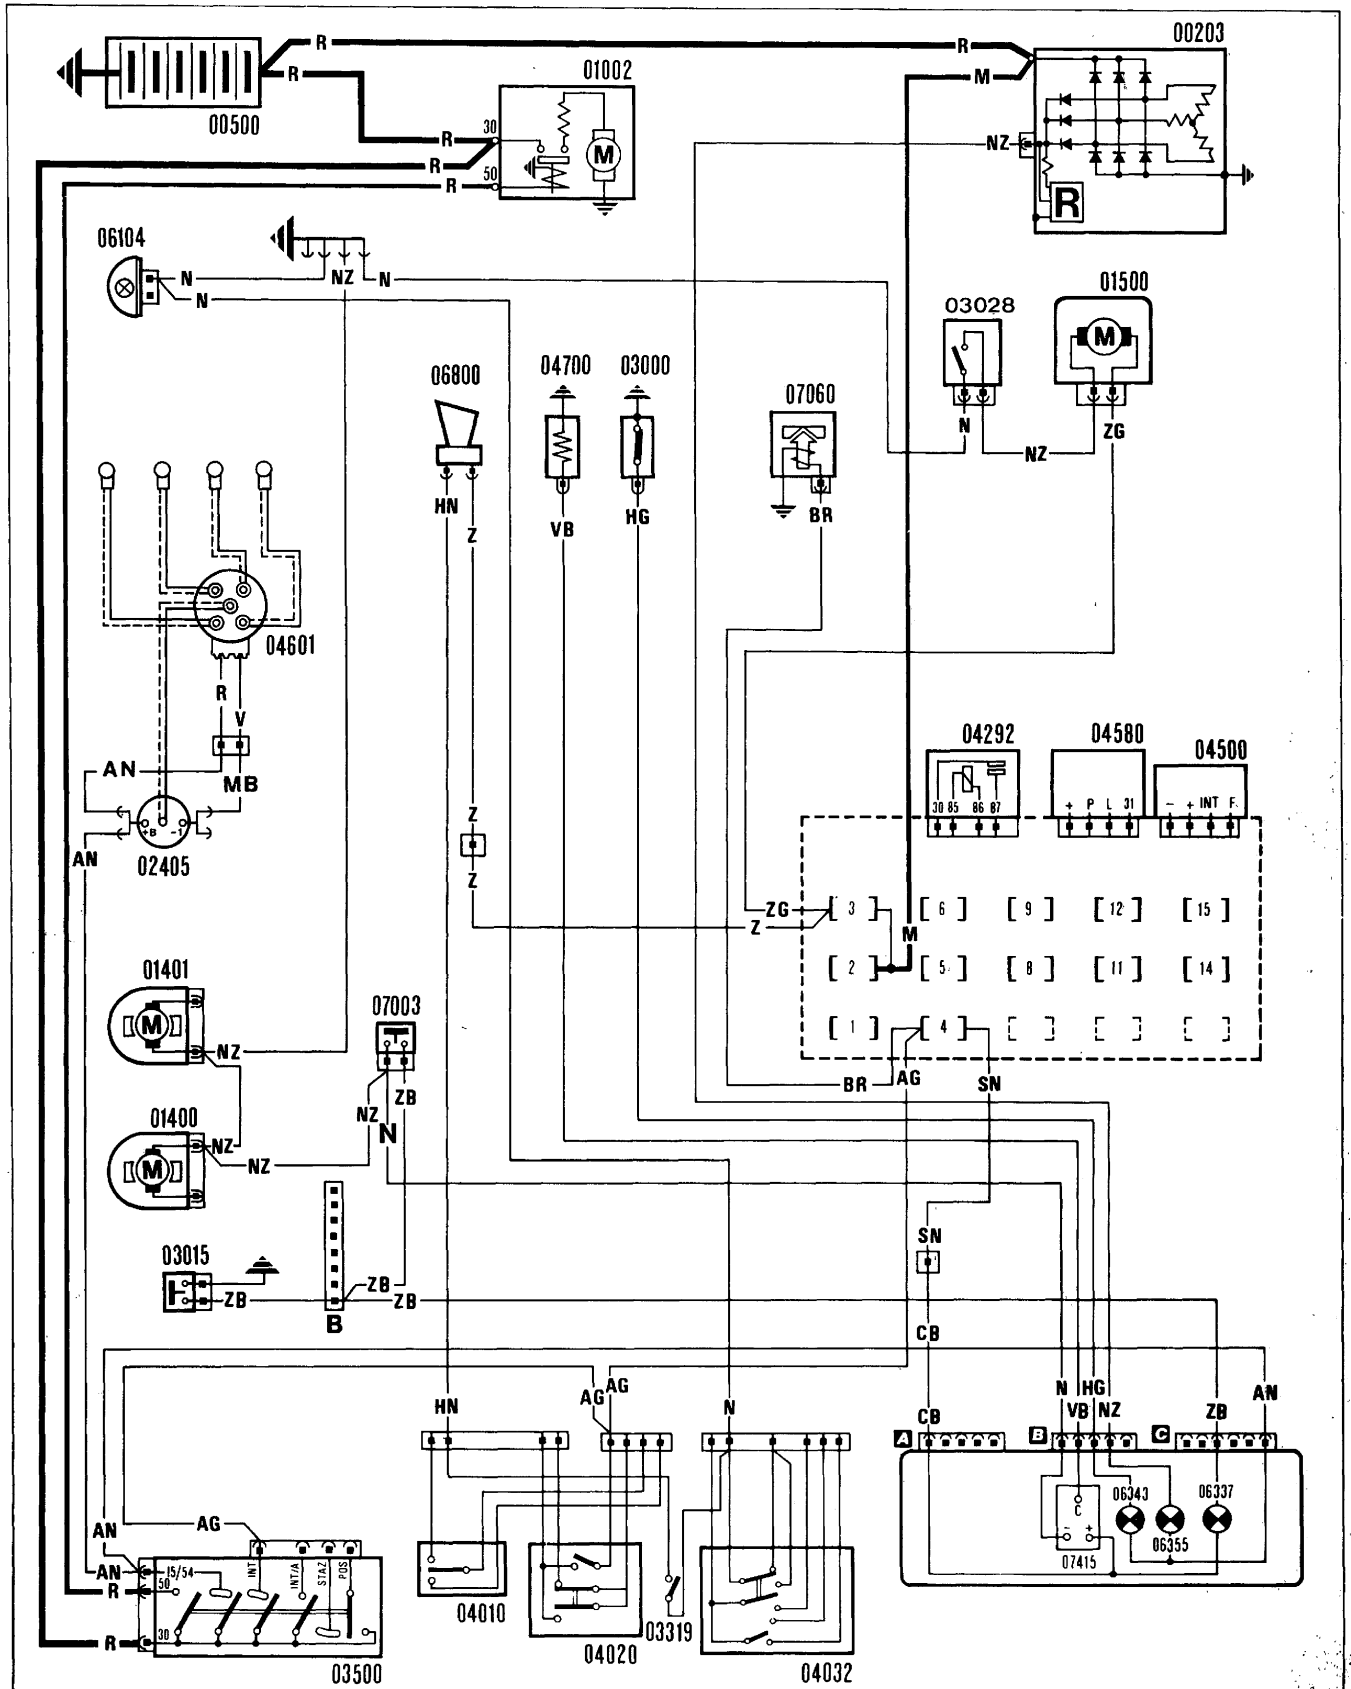 R
R
00203
01002
R
M
00500
30
R
R
50
R
M
NZ
R
06104
N
NZ
N
N
01500
03028
M
06800
04700
03000
07060
N
NZ
ZG
HN
Z
VB
HG
BR
04601
R
V
AN
MB
+B
-1
02405
AN
Z
Z
04292
04580
04500
30 85 86 87
+ P L 31
- + INT F.
ZG
Z
3
6
9
12
15
M
2
5
8
11
14
1
4
BR
AG
SN
01401
M
NZ
07003
ZB
NZ
N
01400
M
NZ
NZ
SN
03015
ZB
ZB
ZB
B
CB
HN
AG
AG
N
CB
N
HG
VB
NZ
ZB
AN
A
B
C
AN
AG
AN
R
15/54
50
INT
INT/A
STAZ
POS
30
R
03500
04010
04020
03319
04032
C
-
+
07415
06343
06355
06337